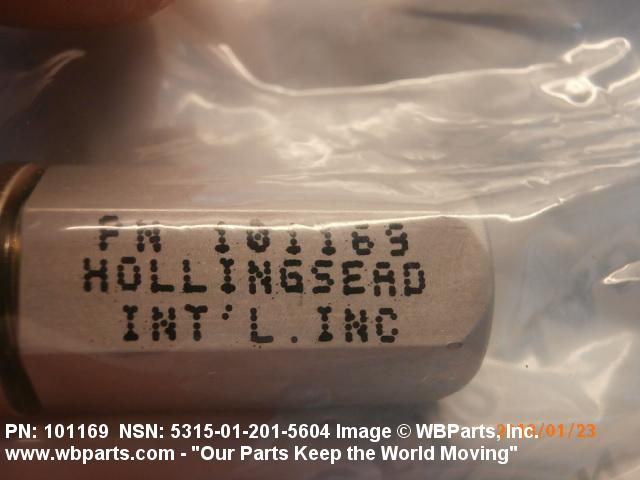 PN 101169
HOLLINGSEAD
INT'L.INC
PN: 101169 NSN: 5315-01-201-5604 Image © WBParts, Inc.
www.wbparts.com - "Our Parts Keep the World Moving"